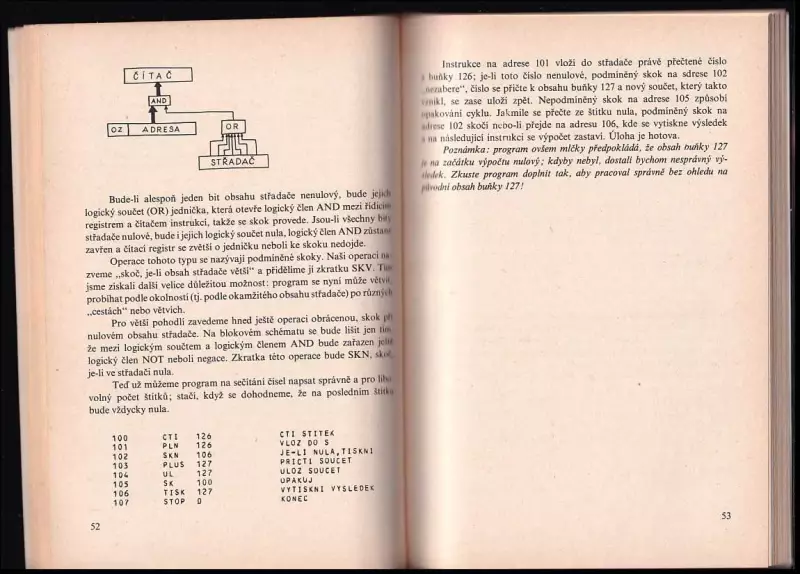 ČÍTAČ
AND
OZ ADRESA
OR
STŘADAČ
Bude-li alespoň jeden bit obsahu střadače nenulový, bude jejich
logický součet (OR) jednička, která otevře logický člen AND mezi řídicím
registrem a čítačem instrukcí, takže se skok provede. Jsou-li všechny bity
střadače nulové, bude i jejich logický součet nula, logický člen AND zůstane
zavřen a čítací registr se zvětší o jedničku neboli ke skoku nedojde.
Operace tohoto typu se nazývají podmíněné skoky. Naši operaci na-
zveme „skoč, je-li obsah střadače větší“ a přidělíme jí zkratku SKV. Tím
jsme získali další velice důležitou možnost: program se nyní může větvit,
probíhat podle okolností (tj. podle okamžitého obsahu střadače) po různých
„cestách“ nebo větvích.
Pro větší pohodlí zavedeme hned ještě operaci obrácenou, skok při
nulovém obsahu střadače. Na blokovém schématu se bude lišit jen tím,
že mezi logickým součtem a logickým členem AND bude zařazen ještě
logický člen NOT neboli negace. Zkratka této operace bude SKN, skoč,
je-li ve střadači nula.
Teď už můžeme program na sečítání čísel napsat správně a pro libo-
volný počet štítků; stačí, když se dohodneme, že na posledním štítku
bude vždycky nula.
100 CTI 126 CTI STITEK
101 PLN 126 VLOZ DO S
102 SKN 106 JE-LI NULA,TISKNI
103 PLUS 127 PRICTI SOUCET
104 UL 127 ULOZ SOUCET
105 SK 100 OPAKUJ
106 TISK 127 VYTISKNI VYSLEDEK
107 STOP 0 KONEC
52
Instrukce na adrese 101 vloží do střadače právě přečtené číslo
z buňky 126; je-li toto číslo nenulové, podmíněný skok na sdrese 102
„nezabere“, číslo se přičte k obsahu buňky 127 a nový součet, který takto
vznikl, se zase uloží zpět. Nepodmíněný skok na adrese 105 způsobí
opakování cyklu. Jakmile se přečte ze štítku nula, podmíněný skok na
adrese 102 skočí nebo-li přejde na adresu 106, kde se vytiskne výsledek
a na následující instrukci se výpočet zastaví. Úloha je hotova.
Poznámka: program ovšem mlčky předpokládá, že obsah buňky 127
je na začátku výpočtu nulový; kdyby nebyl, dostali bychom nesprávný vý-
sledek. Zkuste program doplnit tak, aby pracoval správně bez ohledu na
původní obsah buňky 127!
53